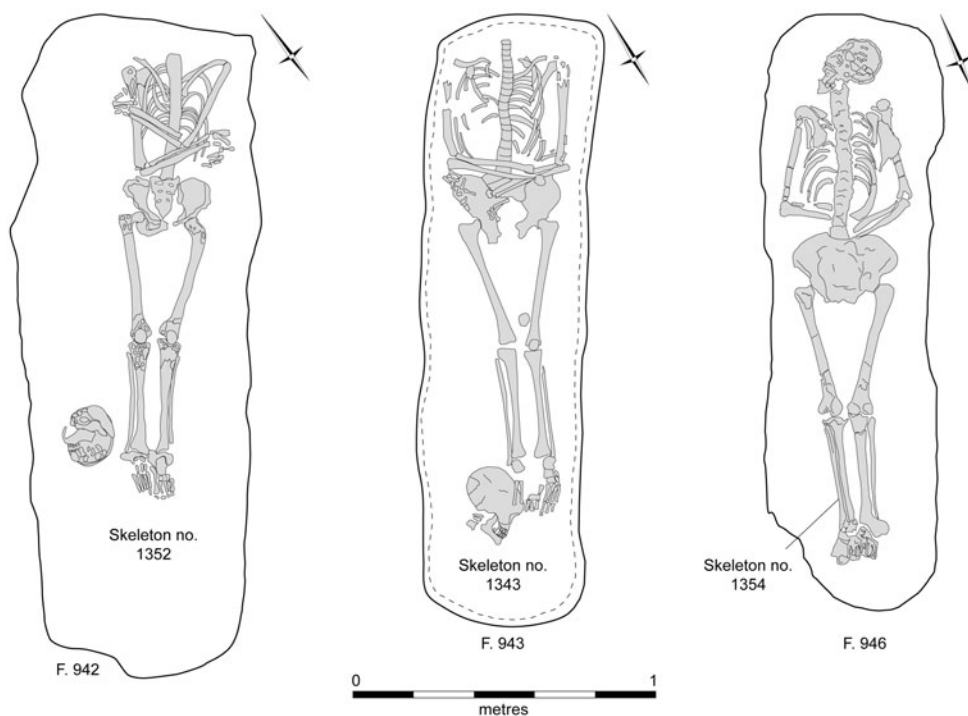 Skeleton no.
1352
F. 942
Skeleton no.
1343
F. 943
Skeleton no.
1354
F. 946
0 1
metres